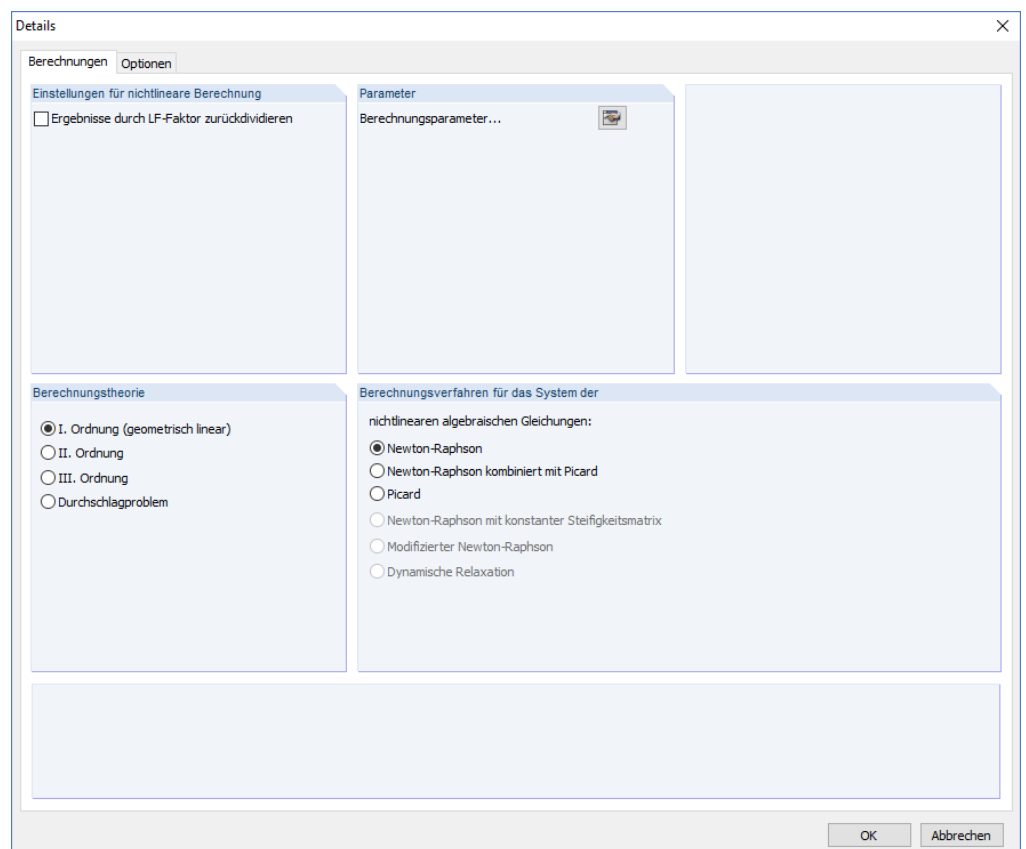 Details
Berechnungen
Optionen
Einstellungen für nichtlineare Berechnung
Ergebnisse durch LF-Faktor zurückdividieren
Parameter
Berechnungsparameter...
Berechnungstheorie
I. Ordnung (geometrisch linear)
II. Ordnung
III. Ordnung
Durchschlagproblem
Berechnungsverfahren für das System der
nichtlinearen algebraischen Gleichungen:
Newton-Raphson
Newton-Raphson kombiniert mit Picard
Picard
Newton-Raphson mit konstanter Steifigkeitsmatrix
Modifizierter Newton-Raphson
Dynamische Relaxation
OK
Abbrechen